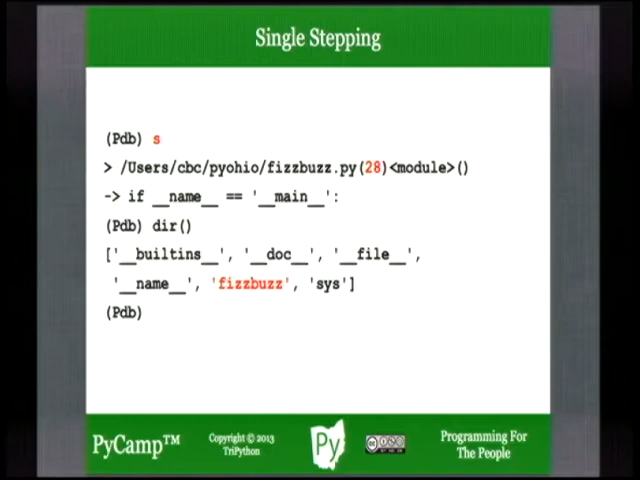 Single Stepping
(Pdb) s
> /Users/cbc/pyohio/fizzbuzz.py(28)<module>()
-> if __name__ == '__main__':
(Pdb) dir()
['__builtins__', '__doc__', '__file__',
'__name__', 'fizzbuzz', 'sys']
(Pdb)
PyCamp™
Copyright © 2013
TriPython
Py
Programming For
The People